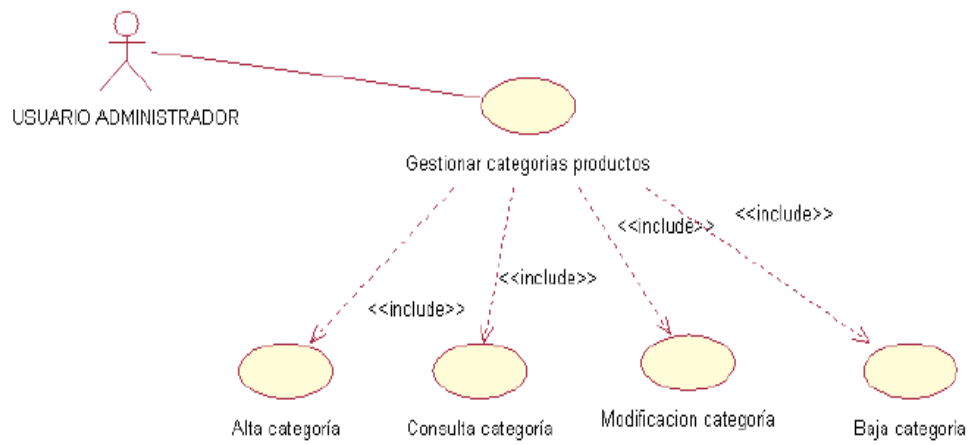 USUARIO ADMINISTRADOR
Gestionar categorias productos
<<include>>
<<include>>
<<include>>
<<include>>
Alta categoría
Consulta categoría
Modificacion categoría
Baja categoria